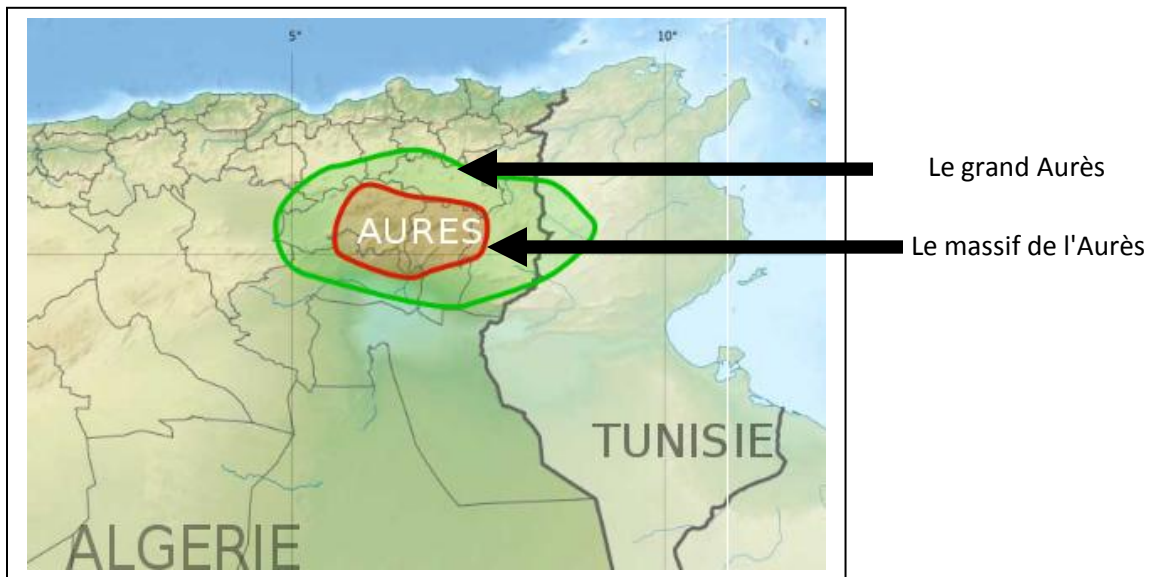 5° 10°
Le grand Aurès
AURES
Le massif de l'Aurès
TUNISIE
ALGERIE